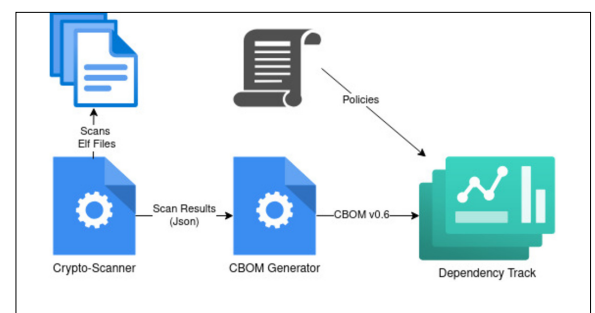 Policies
Scans
Elf Files
Scan Results
(Json)
CBOM v0.6
Crypto-Scanner
CBOM Generator
Dependency Track